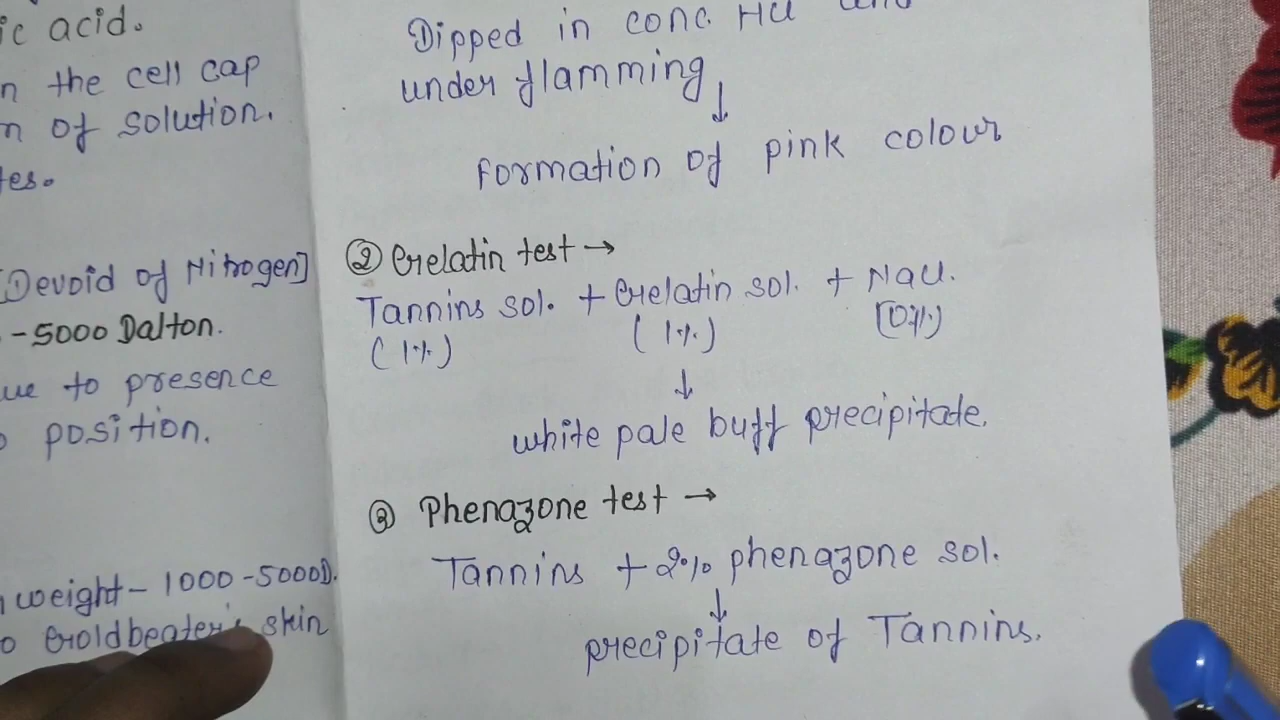 ic acid.
n the cell cap
n of solution.
tes.
[Devoid of Nitrogen]
-5000 Dalton.
ue to presence
o position.
weight - 1000 -5000D.
o Goldbeater's skin
Dipped in conc. HCl and
under flamming
↓
formation of pink colour
② Gelatin test →
Tannins sol. + Gelatin sol. + NaCl.
(1%) (1%)
↓
white pale buff precipitate.
③ Phenazone test →
Tannins + 2% phenazone sol.
↓
precipitate of Tannins.